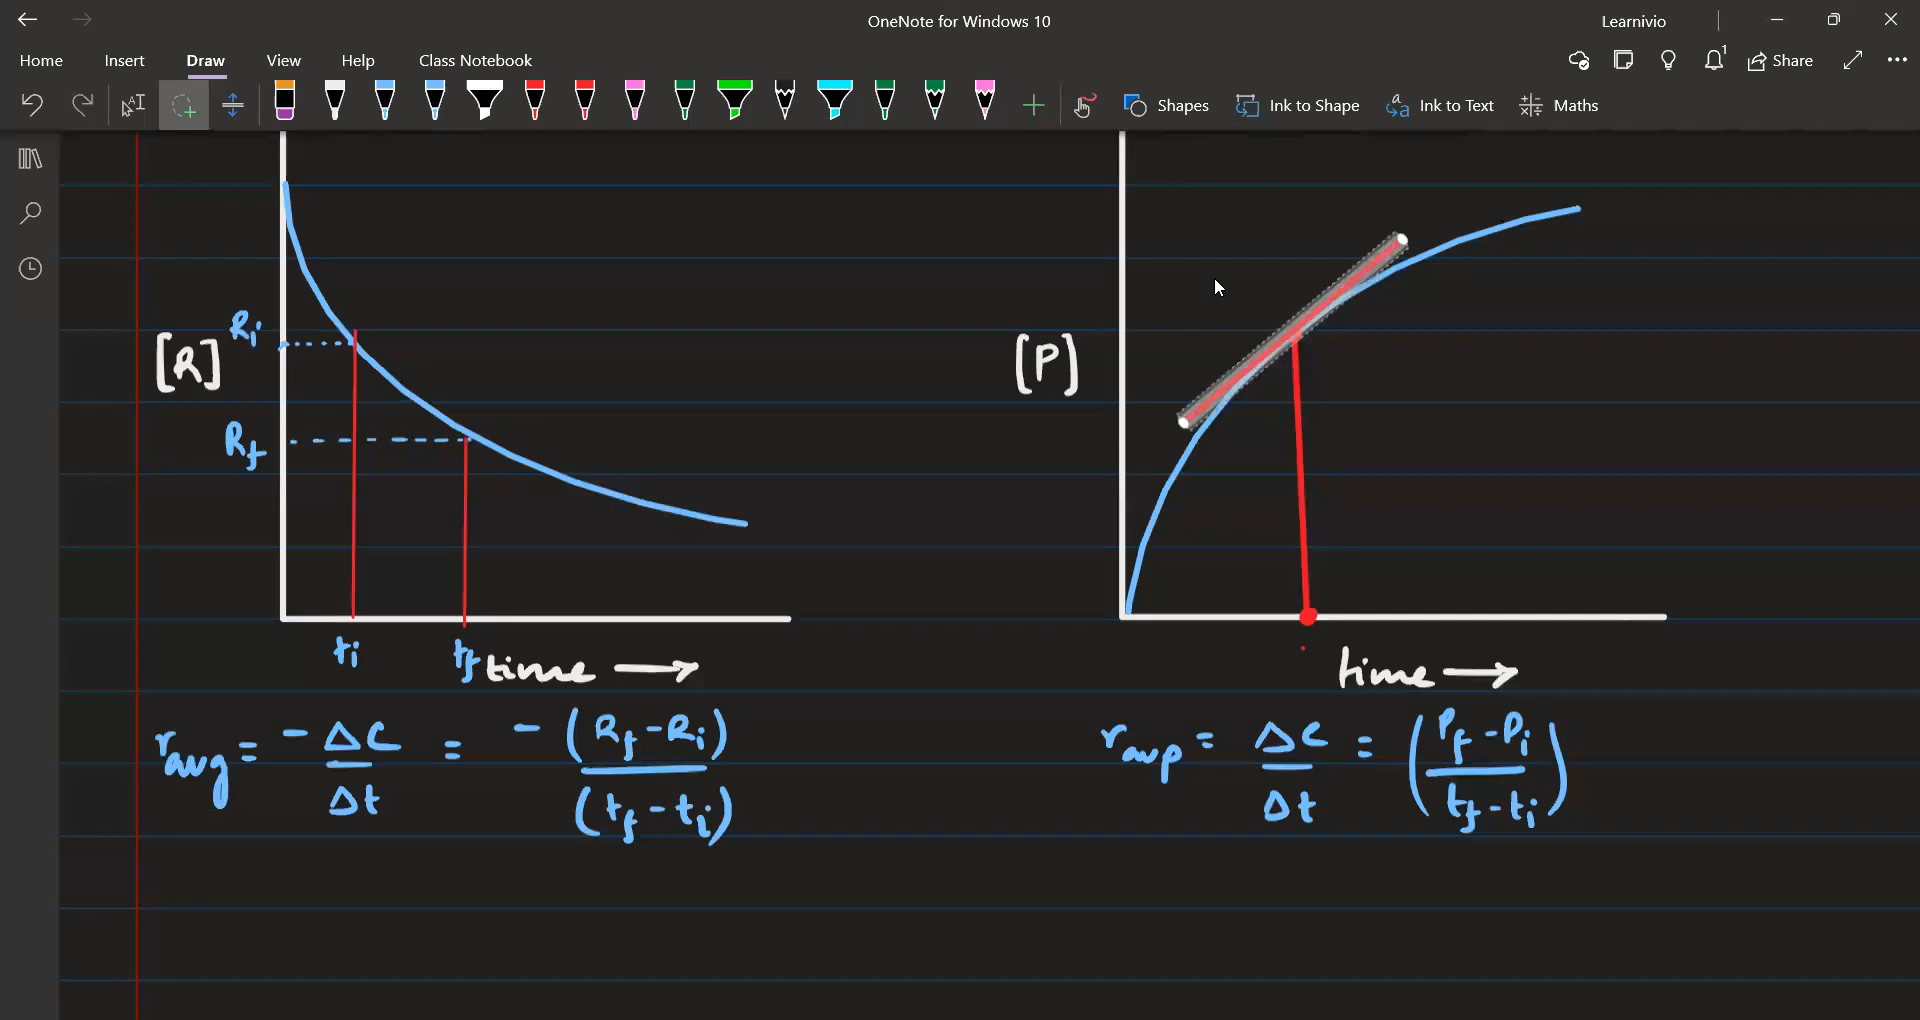 OneNote for Windows 10
Learnivio
Home Insert Draw View Help Class Notebook
1
Share
Shapes Ink to Shape Ink to Text Maths
[R]
Ri
Rf
ti
tf
time →
[P]
time →
ravg = -ΔC/Δt = -(Rf-Ri)/(tf-ti)
ravg = ΔC/Δt = (Pf-Pi/tf-ti)